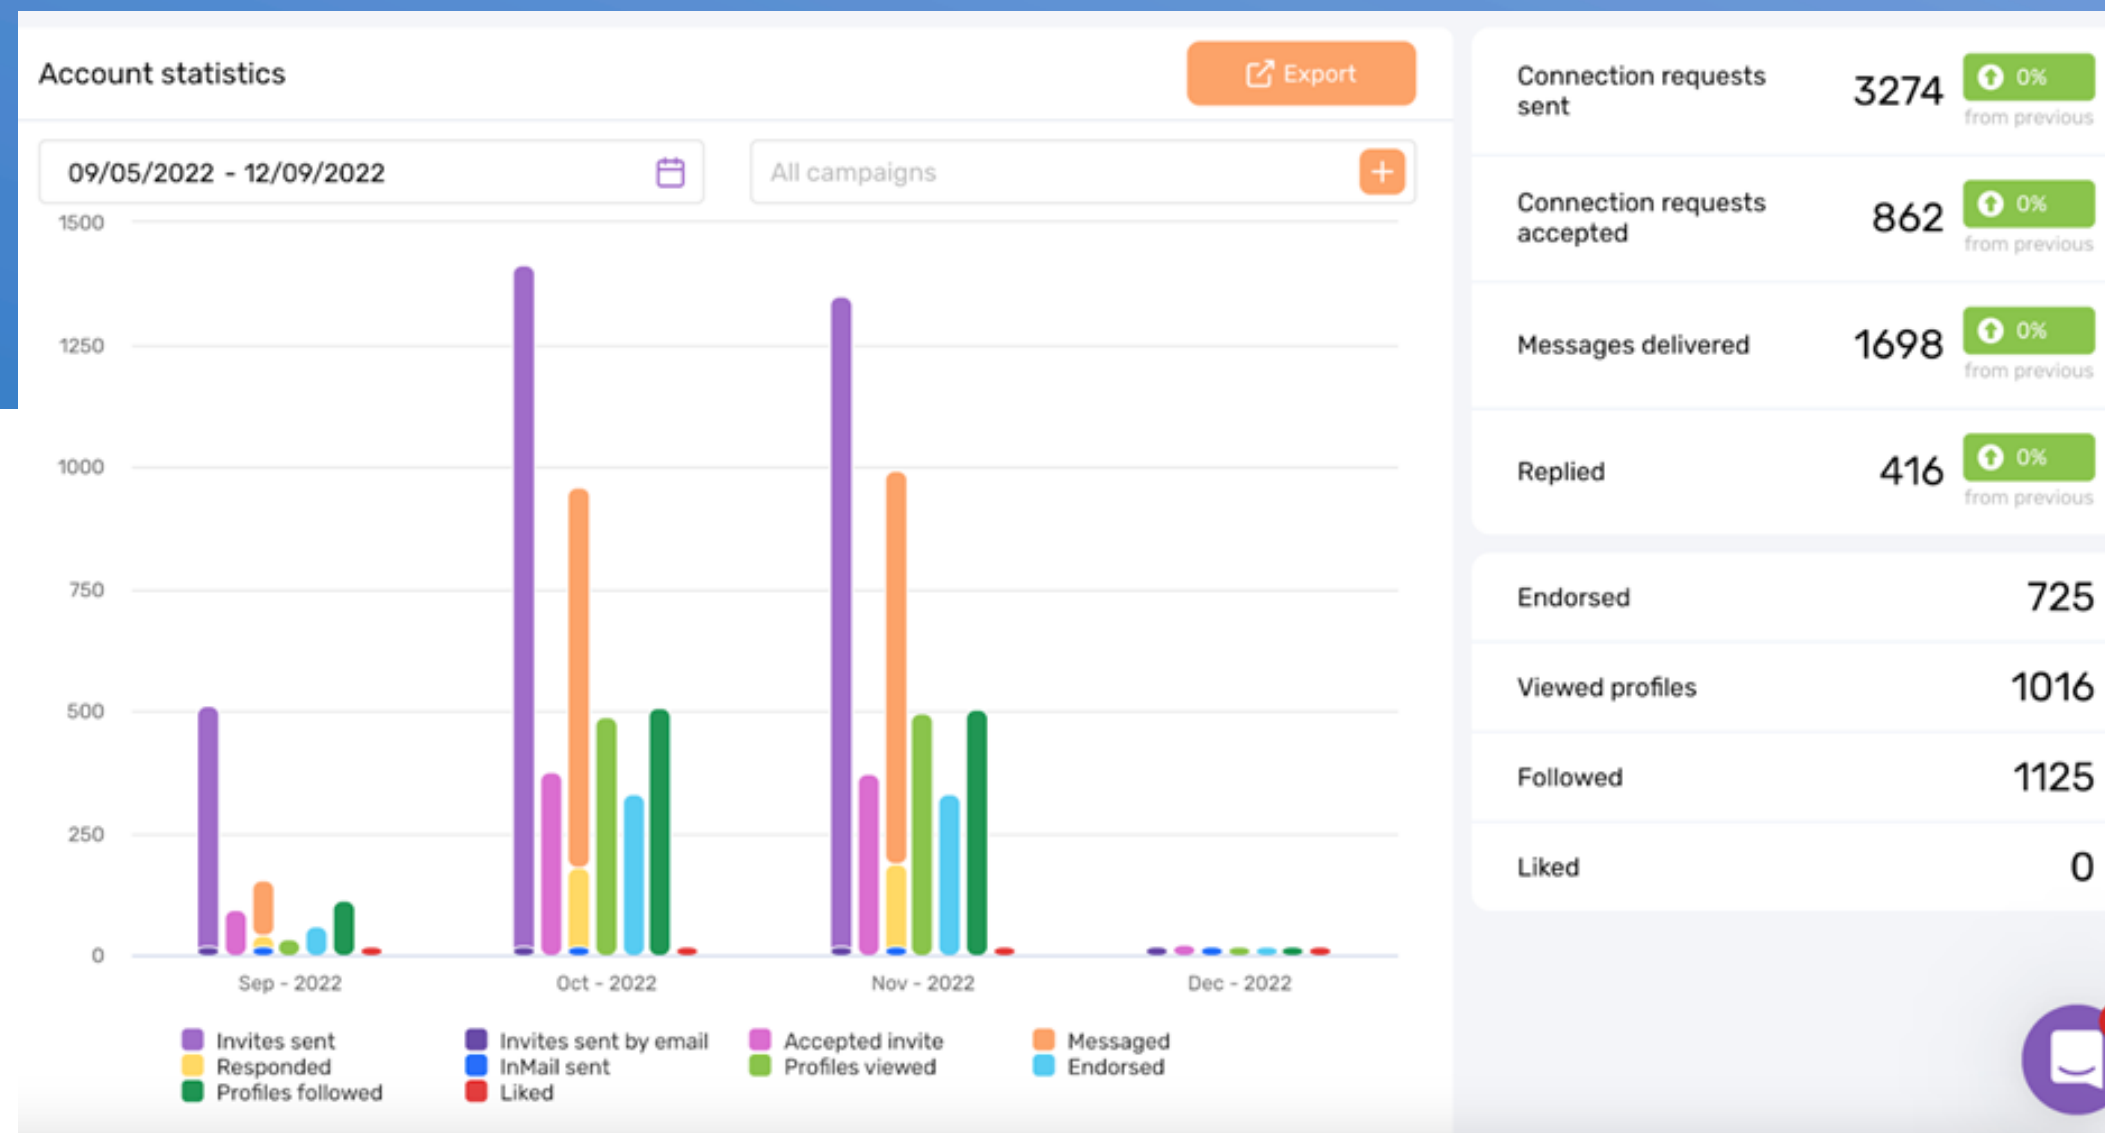 Account statistics
Export
09/05/2022 - 12/09/2022
All campaigns
1500
1250
1000
750
500
250
0
Sep - 2022
Oct - 2022
Nov - 2022
Dec - 2022
Invites sent
Invites sent by email
Accepted invite
Messaged
Responded
InMail sent
Profiles viewed
Endorsed
Profiles followed
Liked
Connection requests
sent
3274
0%
from previous
Connection requests
accepted
862
0%
from previous
Messages delivered
1698
0%
from previous
Replied
416
0%
from previous
Endorsed
725
Viewed profiles
1016
Followed
1125
Liked
0